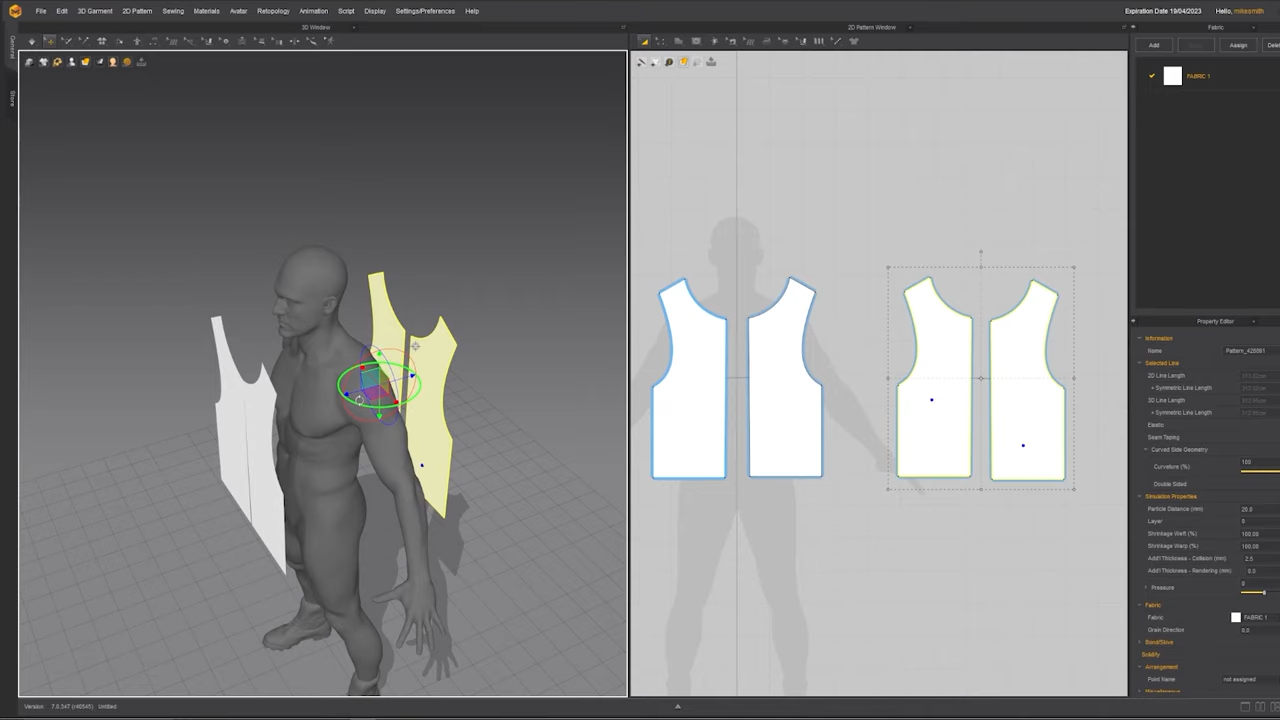 File Edit 3D Garment 2D Pattern Sewing Materials Avatar Retopology Animation Script Display Settings/Preferences Help
Expiration Date 19/04/2023 Hello, mikesmith
3D Window
2D Pattern Window
Fabric
General
Store
Add Assign Dele
FABRIC 1
Property Editor
Information
Name Pattern_428091
Selected Line
2D Line Length
+ Symmetric Line Length
3D Line Length
+ Symmetric Line Length
Elastic
Seam Taping
Curved Side Geometry
Curvature (%) 100
Double Sided
Simulation Properties
Particle Distance (mm) 20.0
Layer 0
Shrinkage Weft (%) 100.00
Shrinkage Warp (%) 100.00
Add'l Thickness - Collision (mm) 2.5
Add'l Thickness - Rendering (mm) 0.0
Pressure 0
Fabric
Fabric FABRIC 1
Grain Direction 0.0
Bond/Skive
Solidify
Arrangement
Point Name not assigned
Version: 7.0.347 (r40545) Untitled